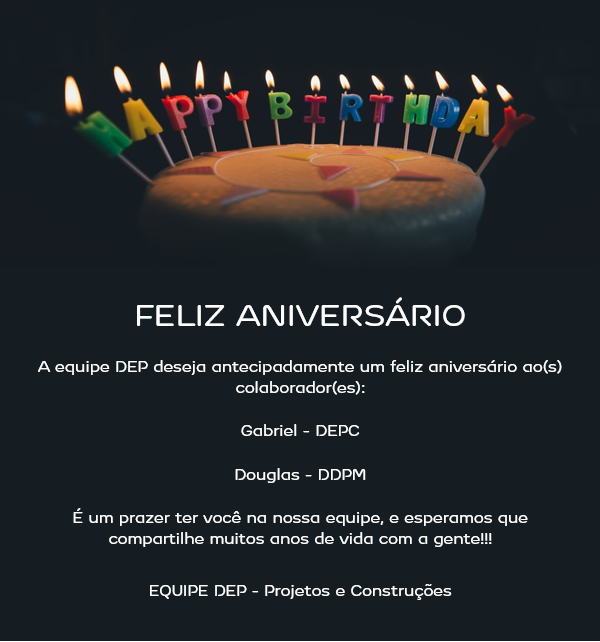 HAPPY BIRTHDAY
FELIZ ANIVERSÁRIO
A equipe DEP deseja antecipadamente um feliz aniversário ao(s)
colaborador(es):
Gabriel - DEPC
Douglas - DDPM
É um prazer ter você na nossa equipe, e esperamos que
compartilhe muitos anos de vida com a gente!!!
EQUIPE DEP - Projetos e Construções